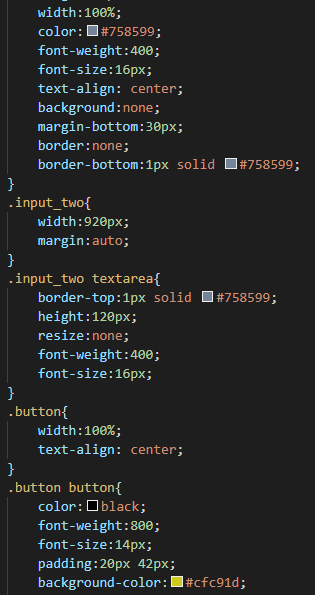 width:100%;
color:#758599;
font-weight:400;
font-size:16px;
text-align: center;
background:none;
margin-bottom:30px;
border:none;
border-bottom:1px solid #758599;
}
.input_two{
width:920px;
margin:auto;
}
.input_two textarea{
border-top:1px solid #758599;
height:120px;
resize:none;
font-weight:400;
font-size:16px;
}
.button{
width:100%;
text-align: center;
}
.button button{
color:black;
font-weight:800;
font-size:14px;
padding:20px 42px;
background-color:#cfc91d;